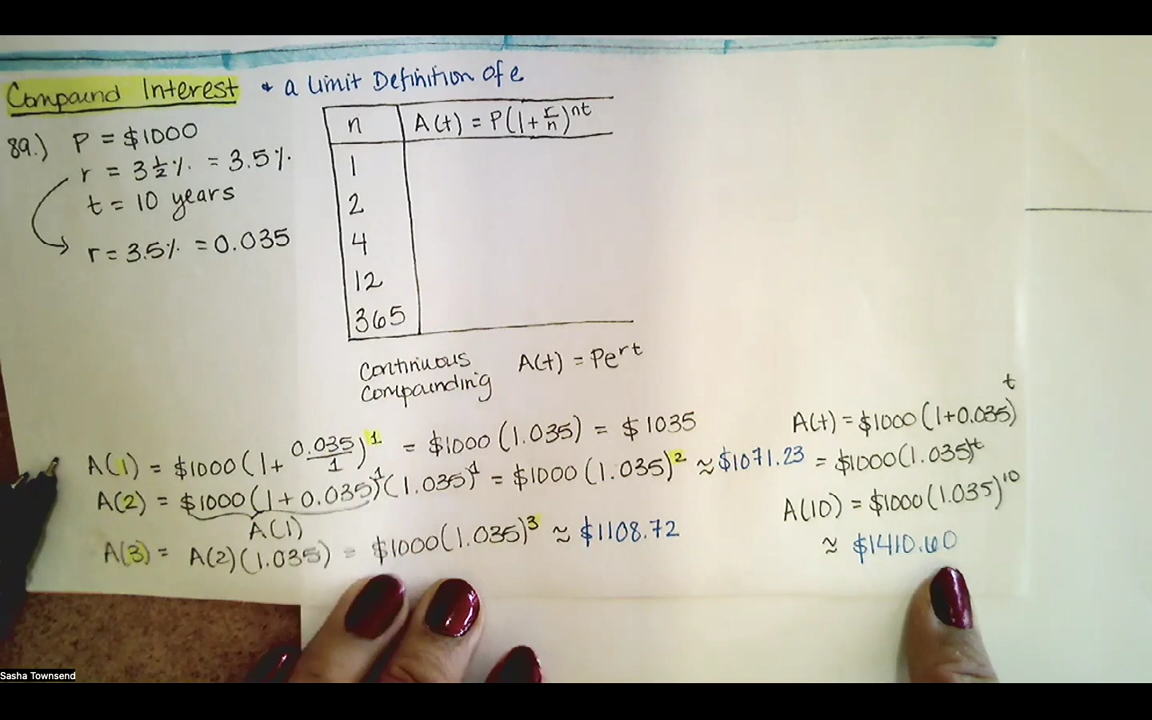 Compound Interest + a Limit Definition of e
89.) P = $1000
r = 3 1/2 % = 3.5%
t = 10 years
r = 3.5% = 0.035
n A(t) = P(1 + r/n)^nt
1
2
4
12
365
Continuous Compounding A(t) = Pe^rt
A(1) = $1000(1 + 0.035/1)^1 = $1000(1.035) = $1035
A(2) = $1000(1 + 0.035)^1(1.035)^1 = $1000(1.035)^2 ≈ $1071.23
A(1)
A(3) = A(2)(1.035) = $1000(1.035)^3 ≈ $1108.72
A(t) = $1000(1+0.035)^t
= $1000(1.035)^t
A(10) = $1000(1.035)^10
≈ $1410.60
Sasha Townsend